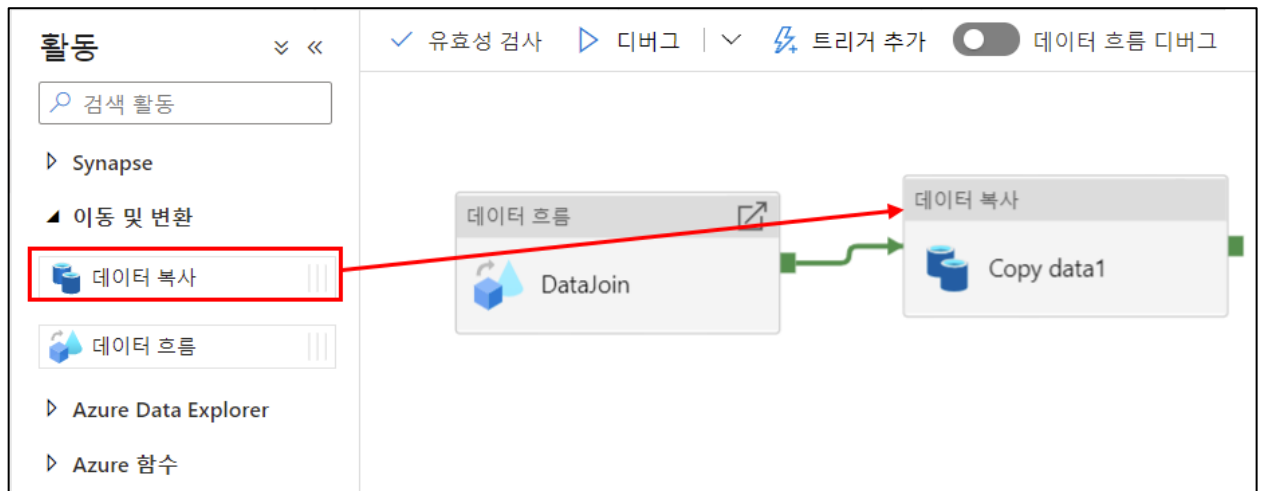 활동
검색 활동
Synapse
이동 및 변환
데이터 복사
데이터 흐름
Azure Data Explorer
Azure 함수
유효성 검사 디버그 트리거 추가 데이터 흐름 디버그
데이터 흐름
DataJoin
데이터 복사
Copy data1